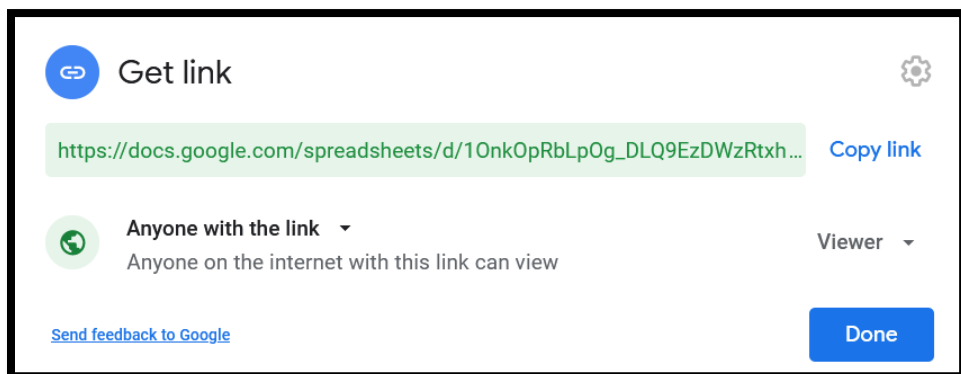 Get link
https://docs.google.com/spreadsheets/d/1OnkOpRbLpOg_DLQ9EzDWzRtxh... Copy link
Anyone with the link
Anyone on the internet with this link can view
Viewer
Send feedback to Google
Done